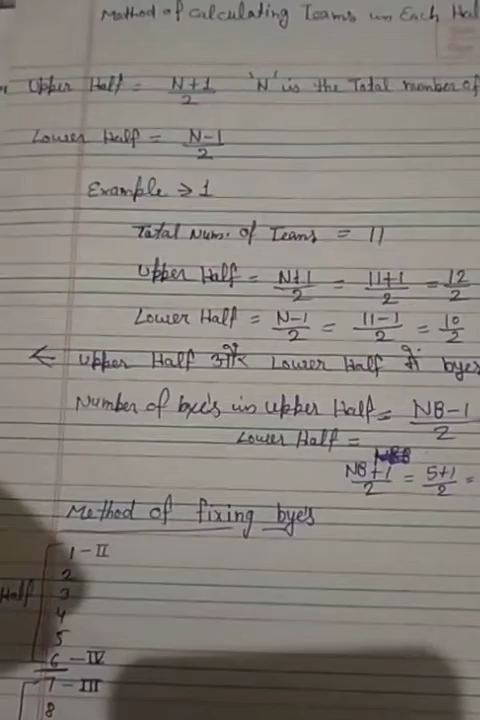 Method of Calculating Teams in Each Hal
Upper Half = N+1/2 'N' is the Total number of
Lower Half = N-1/2
Example → 1
Total Num. of Teams = 11
Upper Half = N+1/2 = 11+1/2 = 12/2
Lower Half = N-1/2 = 11-1/2 = 10/2
← Upper Half और Lower Half में byes
Number of bye's in upper Half = NB-1/2
Lower Half =
NB+1/2 = 5+1/2 =
Method of fixing bye's
1 - II
2
Half 3
4
5
6 - IV
7 - III
8